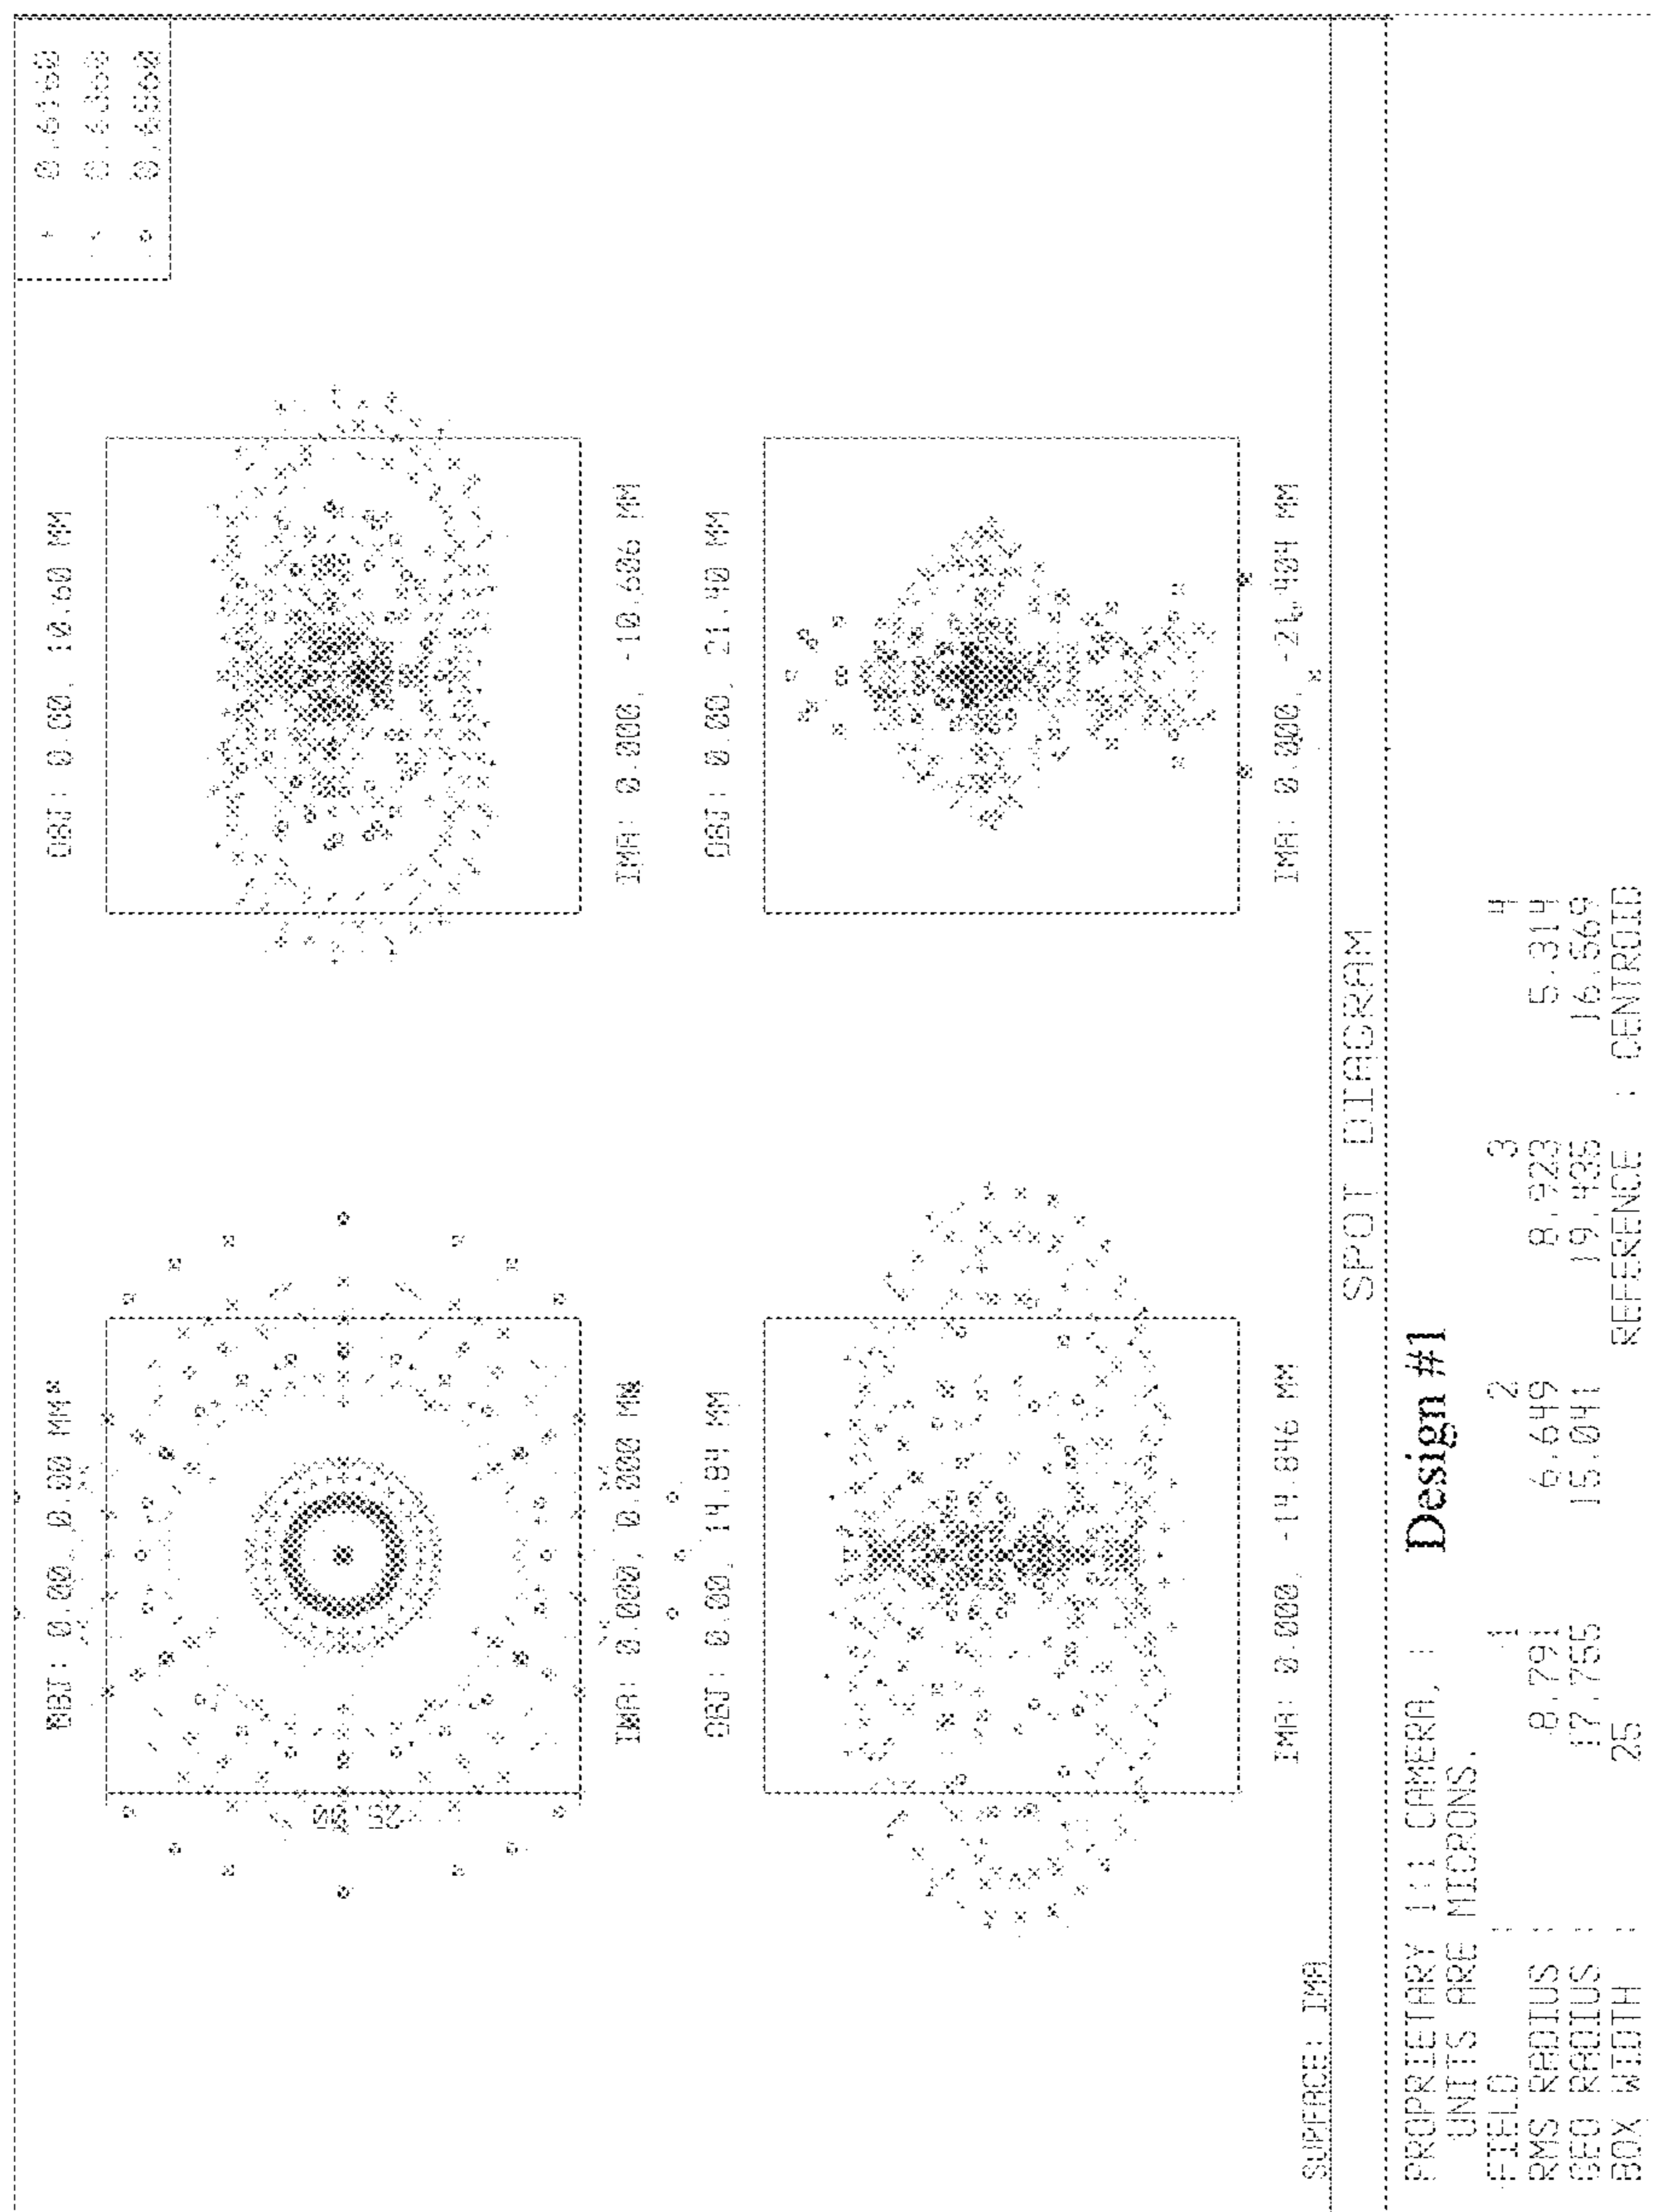 OBJ: 0.00, 0.00 MM
OBJ: 0.00, 10.60 MM
25.00
IMA: 0.000, 0.000 MM
IMA: 0.000, -10.606 MM
OBJ: 0.00, 14.84 MM
OBJ: 0.00, 21.40 MM
IMA: 0.000, -14.846 MM
IMA: 0.000, -21.404 MM
SURFACE: IMA
SPOT DIAGRAM
PROPRIETARY 1:1 CAMERA,
Design #1
UNITS ARE MICRONS.
FIELD : 1 2 3 4
RMS RADIUS : 8.791 6.649 8.923 5.314
GEO RADIUS : 17.755 15.041 19.435 16.569
BOX WIDTH : 25 REFERENCE : CENTROID